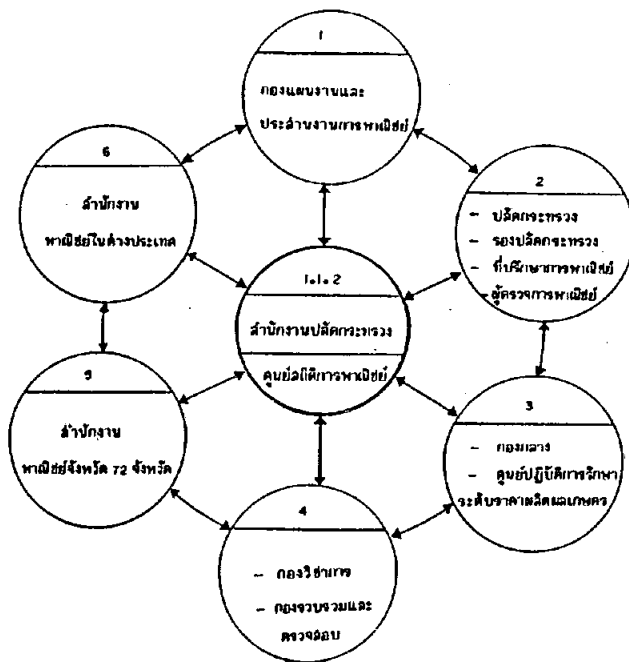 1
กองแผนงานและ
ประสานงานการพาณิชย์
2
- ปลัดกระทรวง
- รองปลัดกระทรวง
- ที่ปรึกษาการพาณิชย์
- ผู้ตรวจการพาณิชย์
3
- กองกลาง
- ศูนย์ปฏิบัติการรักษา
ระดับราคาผลิตผลเกษตร
4
- กองวิชาการ
- กองรวบรวมและ
ตรวจสอบ
5
สำนักงาน
พาณิชย์จังหวัด 72 จังหวัด
6
สำนักงาน
พาณิชย์ในต่างประเทศ
1.1.2
สำนักงานปลัดกระทรวง
ศูนย์สถิติการพาณิชย์